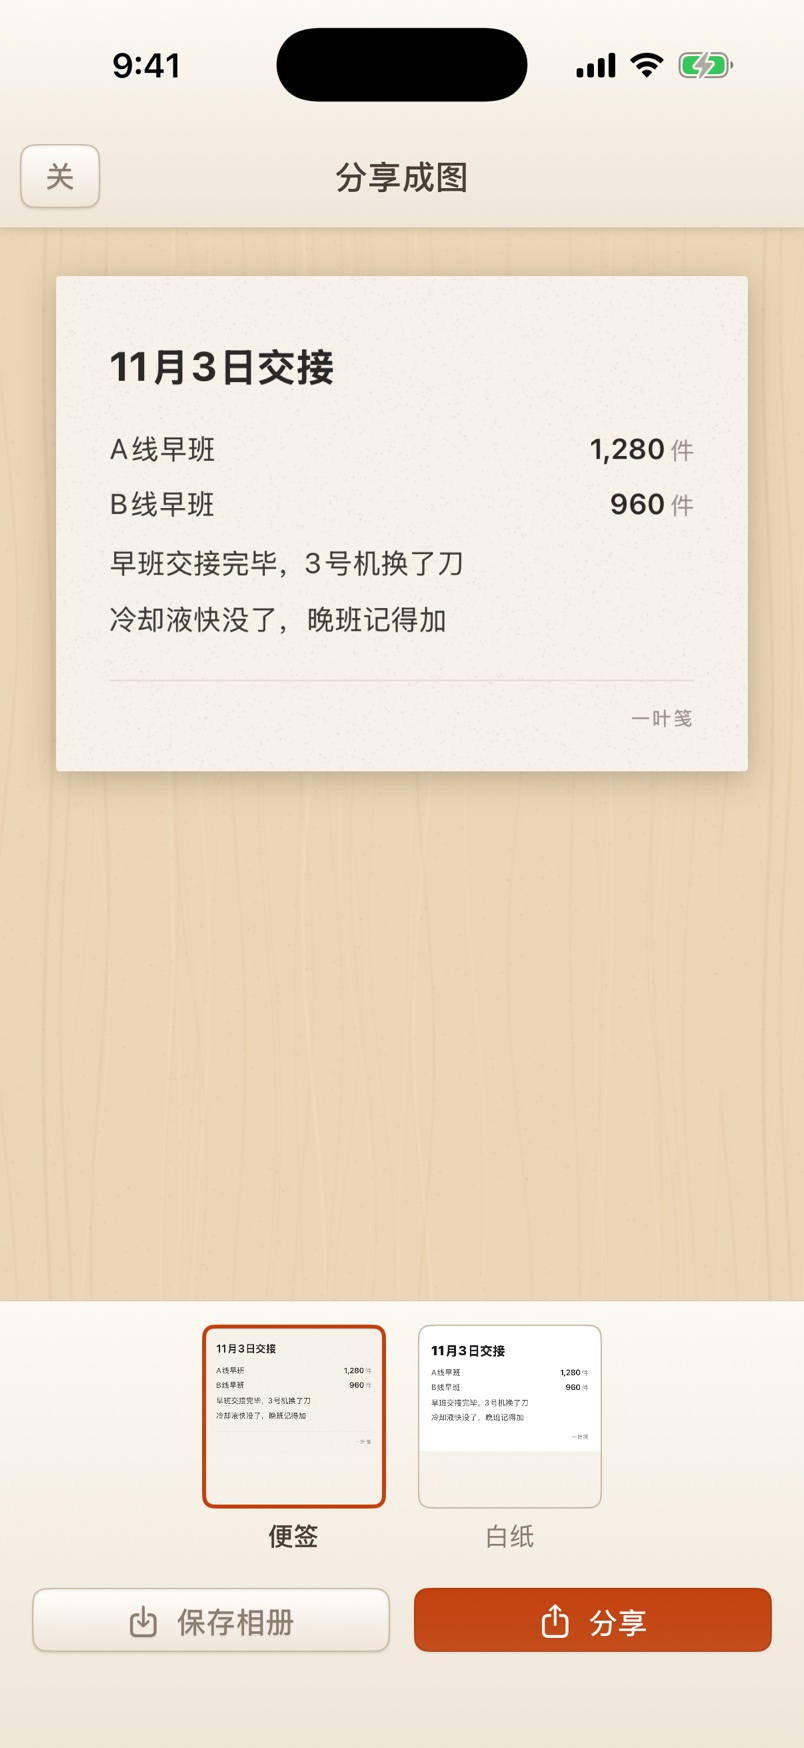 9:41
关
分享成图
11月3日交接
A线早班 1,280 件
B线早班 960 件
早班交接完毕，3号机换了刀
冷却液快没了，晚班记得加
一叶笺
11月3日交接
A线早班 1,280 件
B线早班 960 件
早班交接完毕，3号机换了刀
冷却液快没了，晚班记得加
一叶笺
便签
11月3日交接
A线早班 1,280 件
B线早班 960 件
早班交接完毕，3号机换了刀
冷却液快没了，晚班记得加
一叶笺
白纸
保存相册
分享